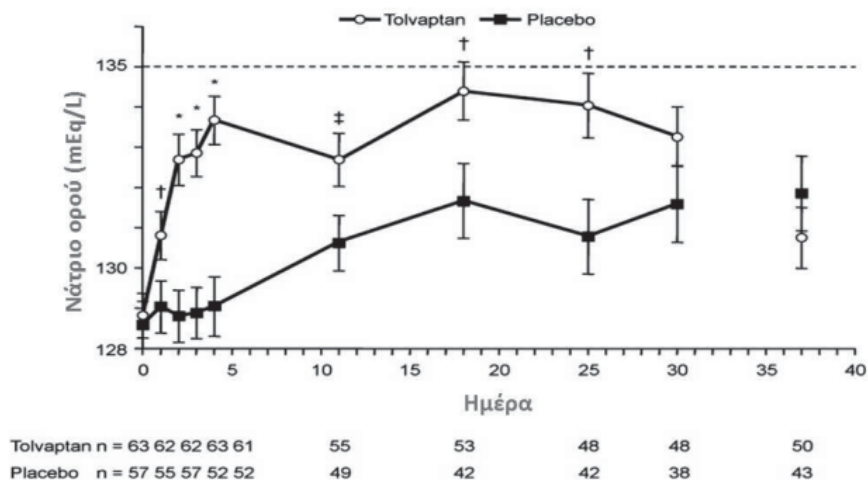 Tolvaptan Placebo
† †
135
* * *
‡
†
Νάτριο ορού (mEq/L)
130
128
0 5 10 15 20 25 30 35 40
Ημέρα
Tolvaptan n = 63 62 62 63 61 55 53 48 48 50
Placebo n = 57 55 57 52 52 49 42 42 38 43